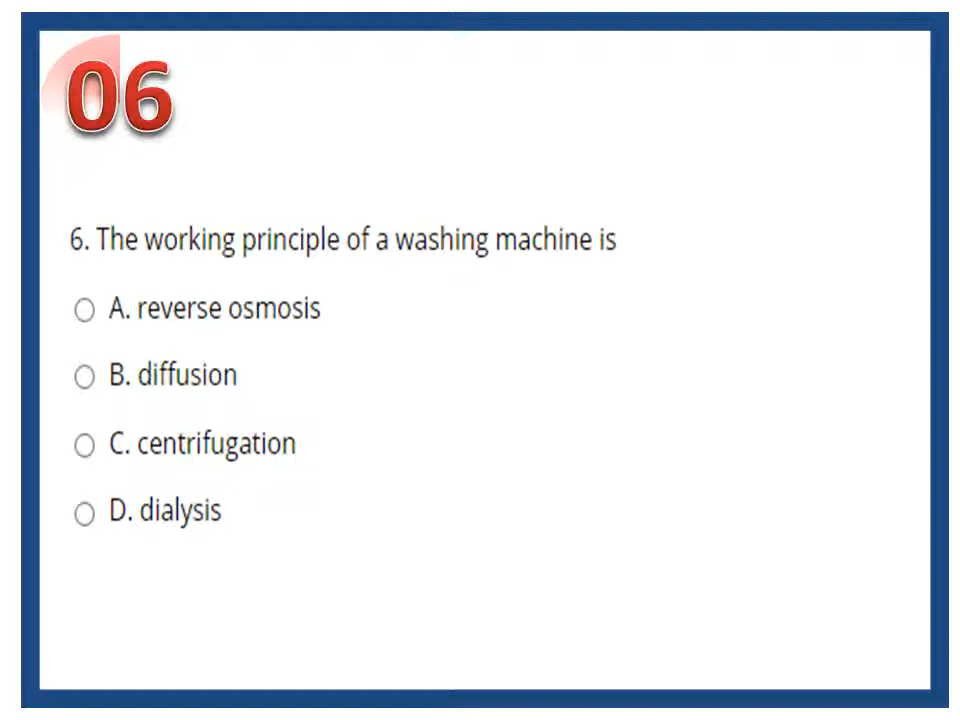 06
6. The working principle of a washing machine is
A. reverse osmosis
B. diffusion
C. centrifugation
D. dialysis